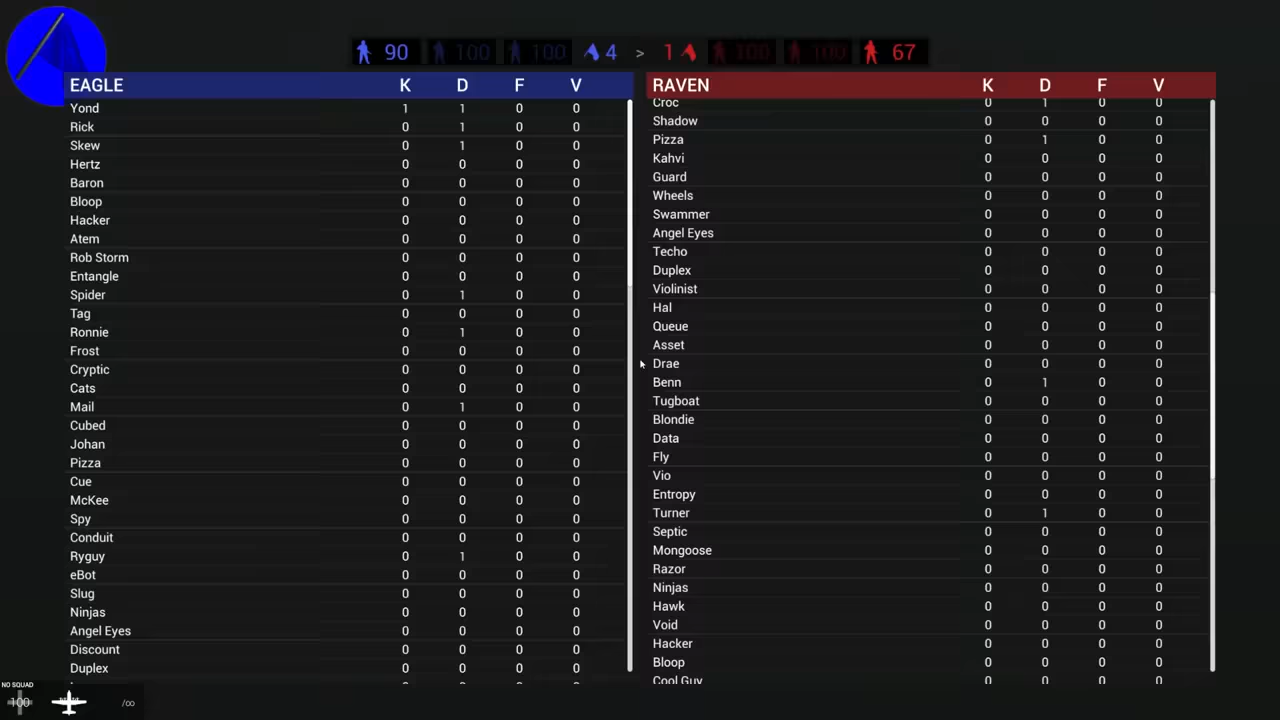 90 100 100 4 > 1 100 100 67
EAGLE K D F V
Yond 1 1 0 0
Rick 0 1 0 0
Skew 0 1 0 0
Hertz 0 0 0 0
Baron 0 0 0 0
Bloop 0 0 0 0
Hacker 0 0 0 0
Atem 0 0 0 0
Rob Storm 0 0 0 0
Entangle 0 0 0 0
Spider 0 1 0 0
Tag 0 0 0 0
Ronnie 0 1 0 0
Frost 0 0 0 0
Cryptic 0 0 0 0
Cats 0 0 0 0
Mail 0 1 0 0
Cubed 0 0 0 0
Johan 0 0 0 0
Pizza 0 0 0 0
Cue 0 0 0 0
McKee 0 0 0 0
Spy 0 0 0 0
Conduit 0 0 0 0
Ryguy 0 1 0 0
eBot 0 0 0 0
Slug 0 0 0 0
Ninjas 0 0 0 0
Angel Eyes 0 0 0 0
Discount 0 0 0 0
Duplex 0 0 0 0
RAVEN K D F V
Croc 0 1 0 0
Shadow 0 0 0 0
Pizza 0 1 0 0
Kahvi 0 0 0 0
Guard 0 0 0 0
Wheels 0 0 0 0
Swammer 0 0 0 0
Angel Eyes 0 0 0 0
Techo 0 0 0 0
Duplex 0 0 0 0
Violinist 0 0 0 0
Hal 0 0 0 0
Queue 0 0 0 0
Asset 0 0 0 0
Drae 0 0 0 0
Benn 0 1 0 0
Tugboat 0 0 0 0
Blondie 0 0 0 0
Data 0 0 0 0
Fly 0 0 0 0
Vio 0 0 0 0
Entropy 0 0 0 0
Turner 0 1 0 0
Septic 0 0 0 0
Mongoose 0 0 0 0
Razor 0 0 0 0
Ninjas 0 0 0 0
Hawk 0 0 0 0
Void 0 0 0 0
Hacker 0 0 0 0
Bloop 0 0 0 0
Cool Guy 0 0 0 0
NO SQUAD
100 /∞